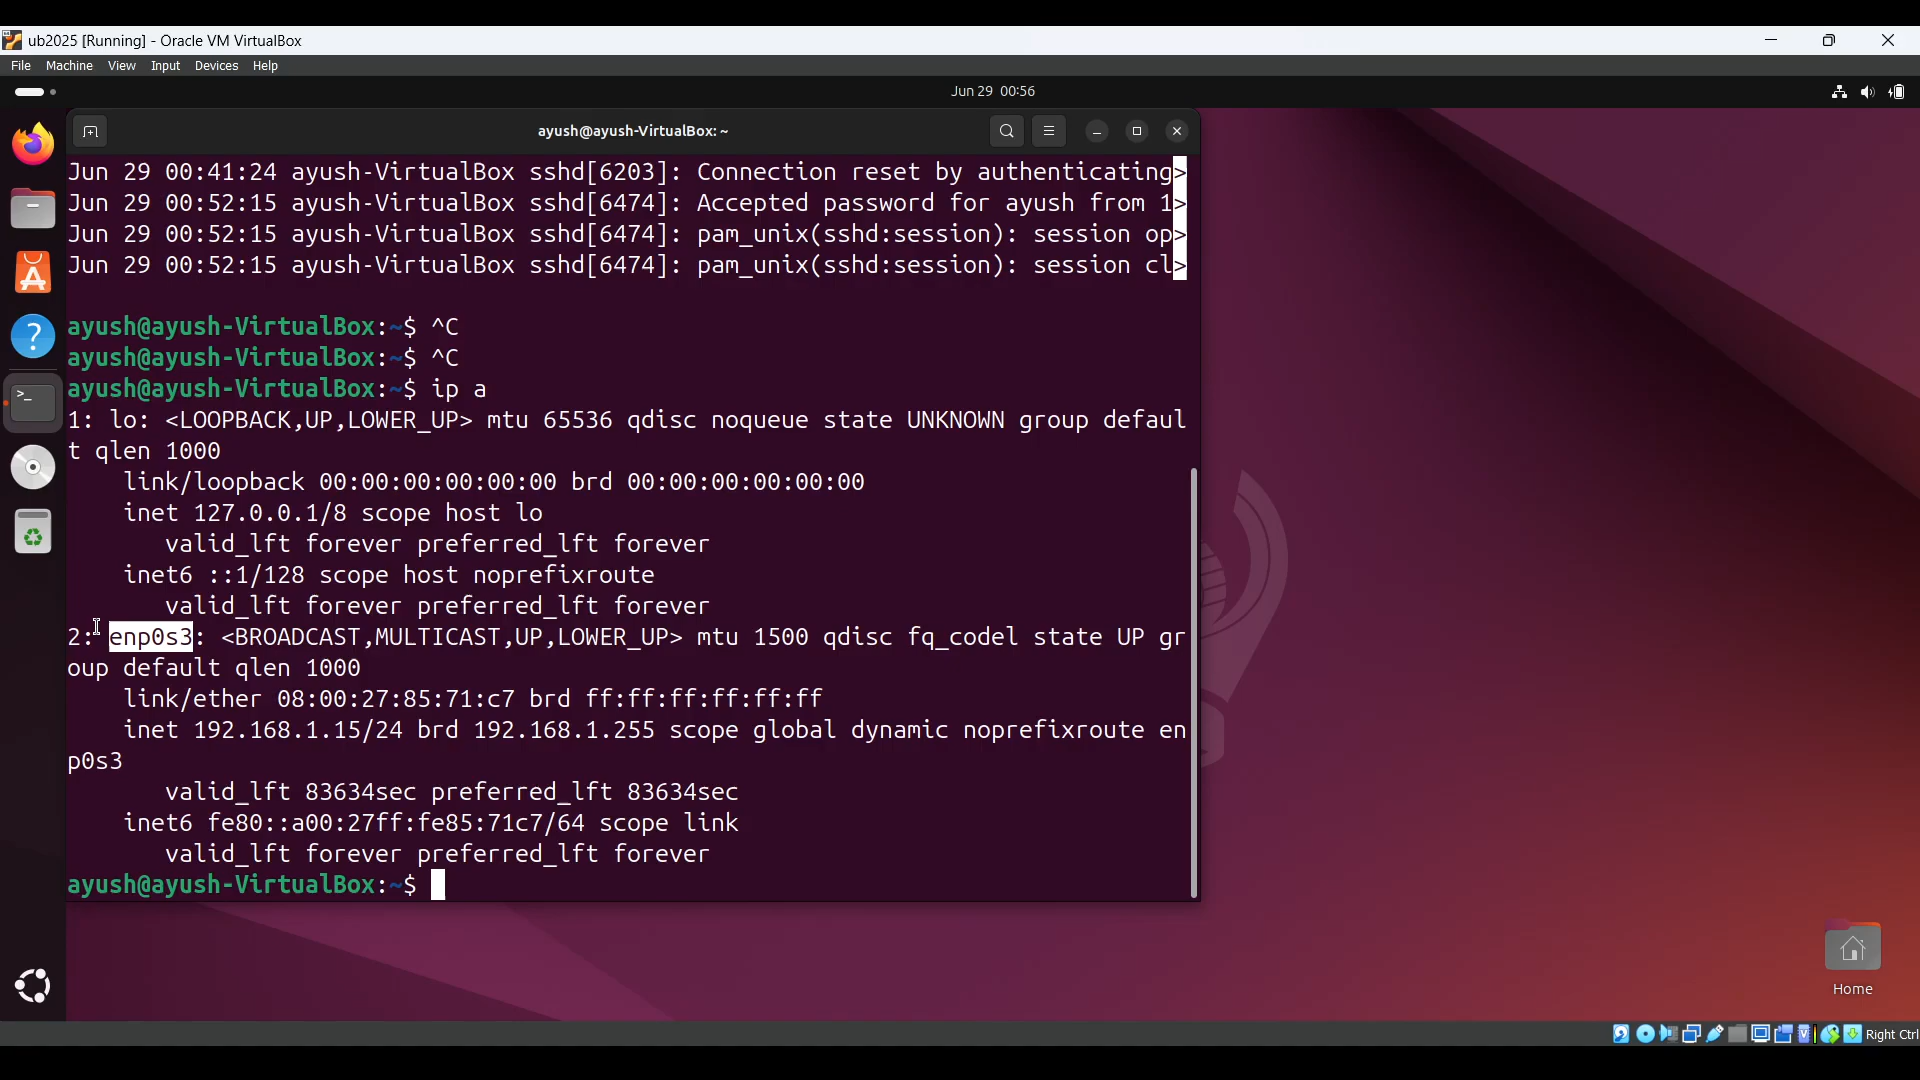 ub2025 [Running] - Oracle VM VirtualBox
File Machine View Input Devices Help
Jun 29 00:56
ayush@ayush-VirtualBox: ~
Jun 29 00:41:24 ayush-VirtualBox sshd[6203]: Connection reset by authenticating>
Jun 29 00:52:15 ayush-VirtualBox sshd[6474]: Accepted password for ayush from 1>
Jun 29 00:52:15 ayush-VirtualBox sshd[6474]: pam_unix(sshd:session): session op>
Jun 29 00:52:15 ayush-VirtualBox sshd[6474]: pam_unix(sshd:session): session cl>
ayush@ayush-VirtualBox:~$ ^C
ayush@ayush-VirtualBox:~$ ^C
ayush@ayush-VirtualBox:~$ ip a
1: lo: <LOOPBACK,UP,LOWER_UP> mtu 65536 qdisc noqueue state UNKNOWN group defaul
t qlen 1000
link/loopback 00:00:00:00:00:00 brd 00:00:00:00:00:00
inet 127.0.0.1/8 scope host lo
valid_lft forever preferred_lft forever
inet6 ::1/128 scope host noprefixroute
valid_lft forever preferred_lft forever
2: enp0s3: <BROADCAST,MULTICAST,UP,LOWER_UP> mtu 1500 qdisc fq_codel state UP gr
oup default qlen 1000
link/ether 08:00:27:85:71:c7 brd ff:ff:ff:ff:ff:ff
inet 192.168.1.15/24 brd 192.168.1.255 scope global dynamic noprefixroute en
p0s3
valid_lft 83634sec preferred_lft 83634sec
inet6 fe80::a00:27ff:fe85:71c7/64 scope link
valid_lft forever preferred_lft forever
ayush@ayush-VirtualBox:~$
Home
Right Ctrl